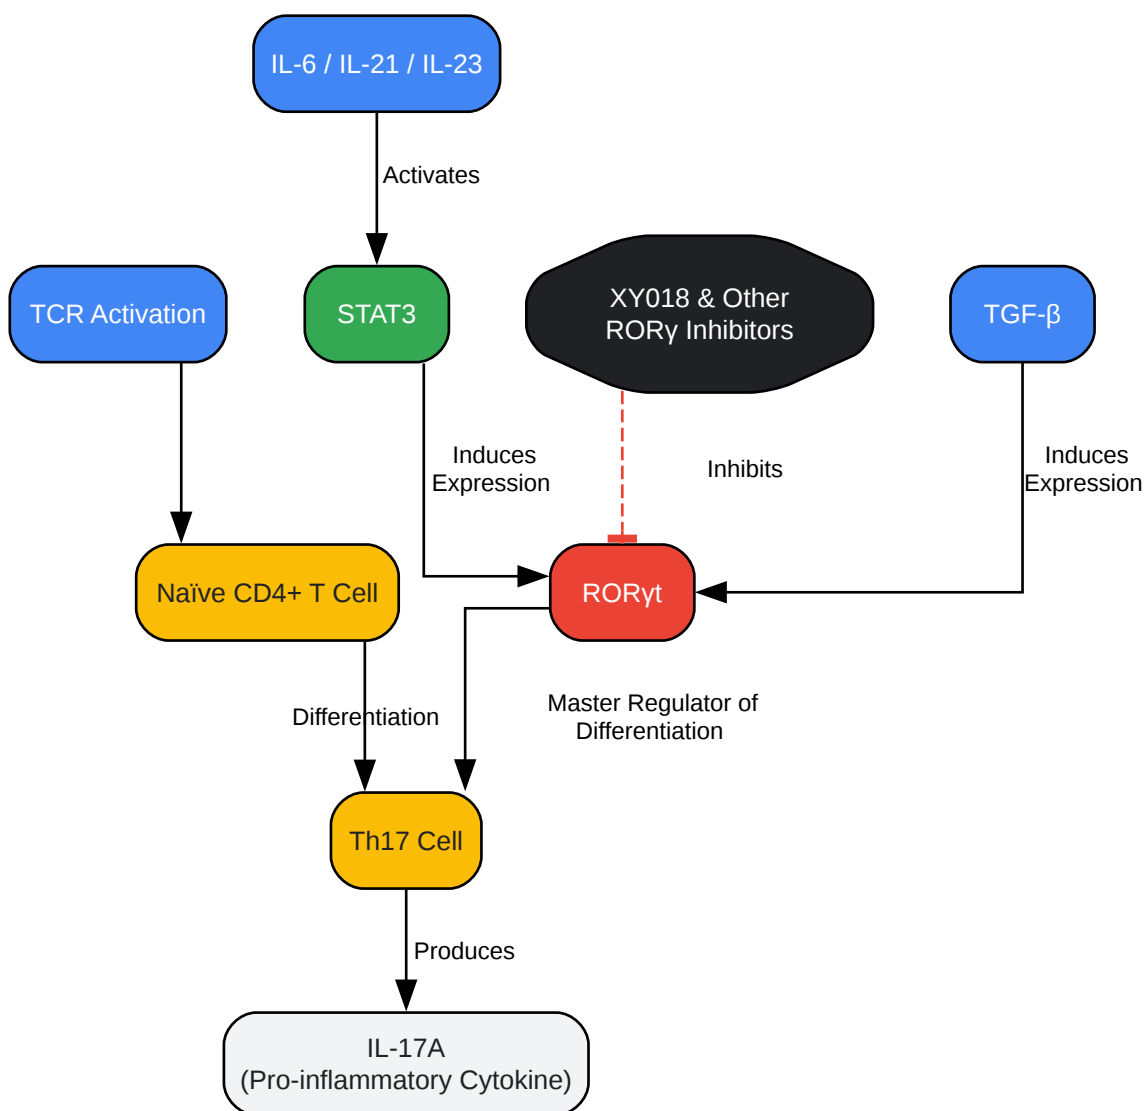 IL-6 / IL-21 / IL-23
Activates
TCR Activation
STAT3
XY018 & Other
RORγ Inhibitors
TGF-β
Induces
Expression
Inhibits
Induces
Expression
Naïve CD4+ T Cell
RORγt
Differentiation
Master Regulator of
Differentiation
Th17 Cell
Produces
IL-17A
(Pro-inflammatory Cytokine)